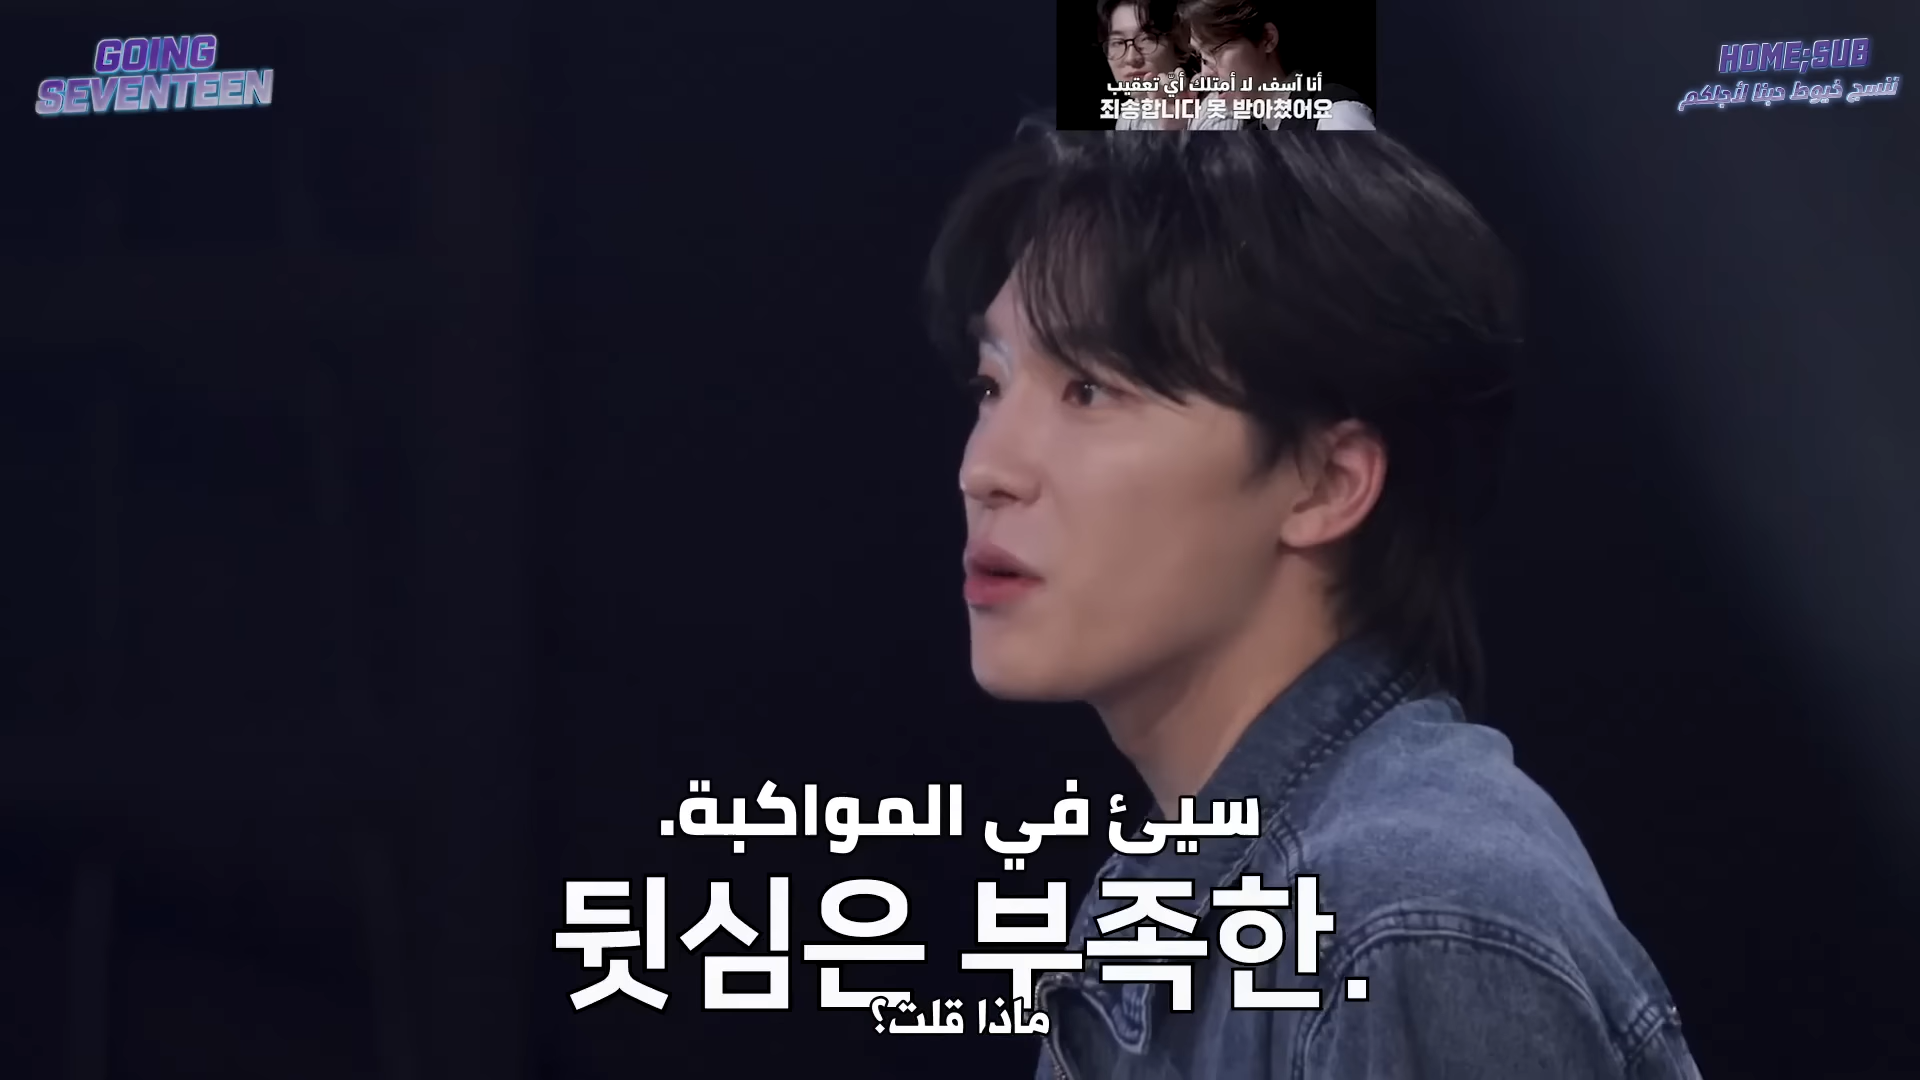 GOING
SEVENTEEN
HOME;SUB
ننسج خيوط حبنا لأجلكم
أنا آسف، لا أمتلك أيّ تعقيب
죄송합니다 못 받아쳤어요
سيئ في المواكبة.
뒷심은 부족한.
ماذا قلت؟